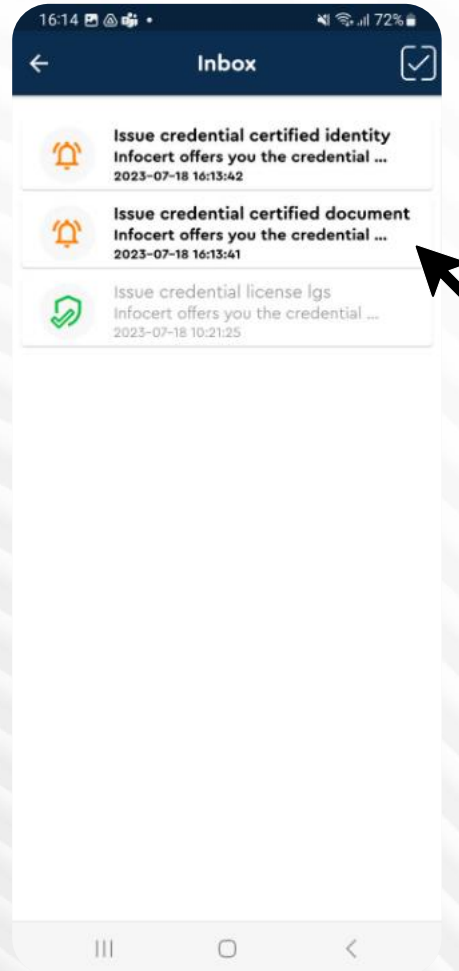 16:14
72%
Inbox
Issue credential certified identity
Infocert offers you the credential ...
2023-07-18 16:13:42
Issue credential certified document
Infocert offers you the credential ...
2023-07-18 16:13:41
Issue credential license lgs
Infocert offers you the credential ...
2023-07-18 10:21:25